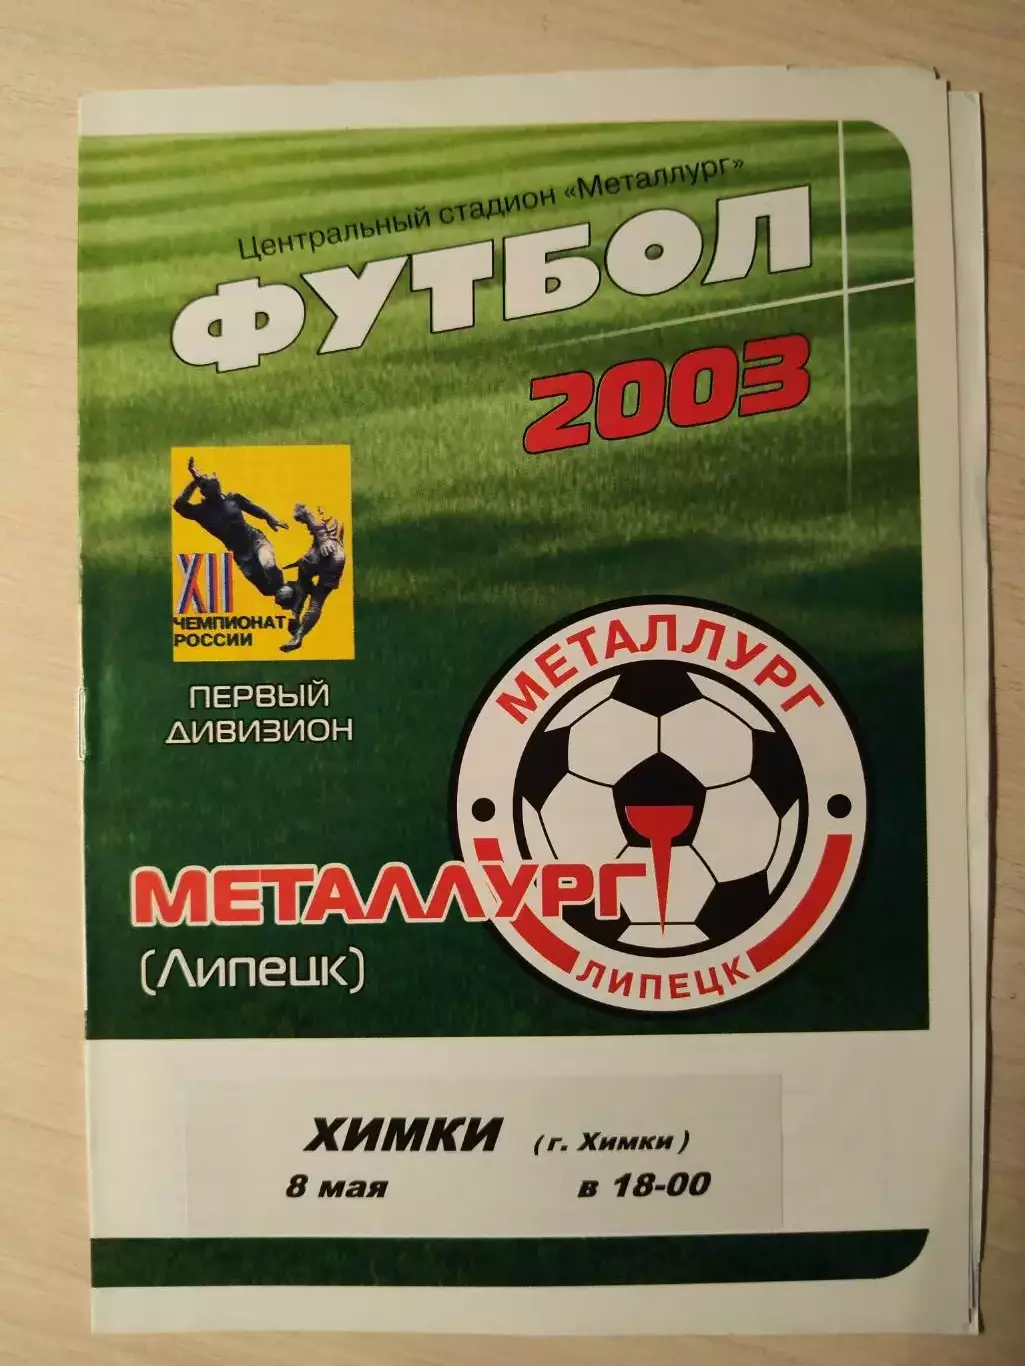 Центральный стадион «Металлург»
ФУТБОЛ
2003
XII
ЧЕМПИОНАТ
РОССИИ
ПЕРВЫЙ
ДИВИЗИОН
МЕТАЛЛУРГ
ЛИПЕЦК
МЕТАЛЛУРГ
(Липецк)
ХИМКИ (г. Химки)
8 мая в 18-00